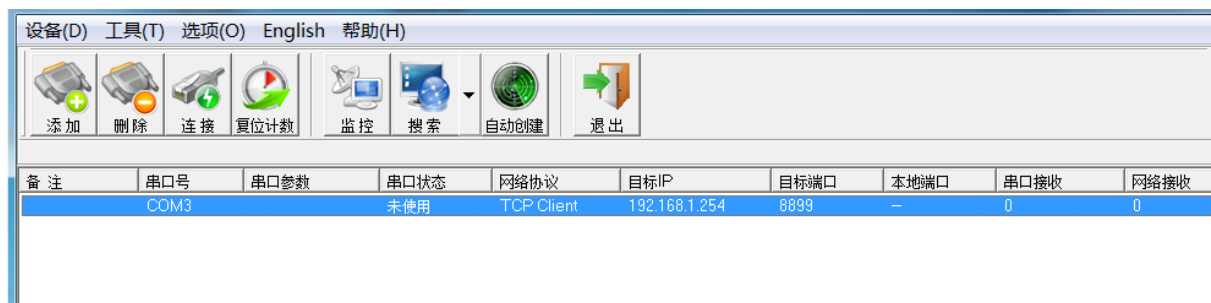 设备(D) 工具(T) 选项(O) English 帮助(H)
添加 删除 连接 复位计数 监控 搜索 自动创建 退出
备注 串口号 串口参数 串口状态 网络协议 目标IP 目标端口 本地端口 串口接收 网络接收
COM3 未使用 TCP Client 192.168.1.254 8899 — 0 0